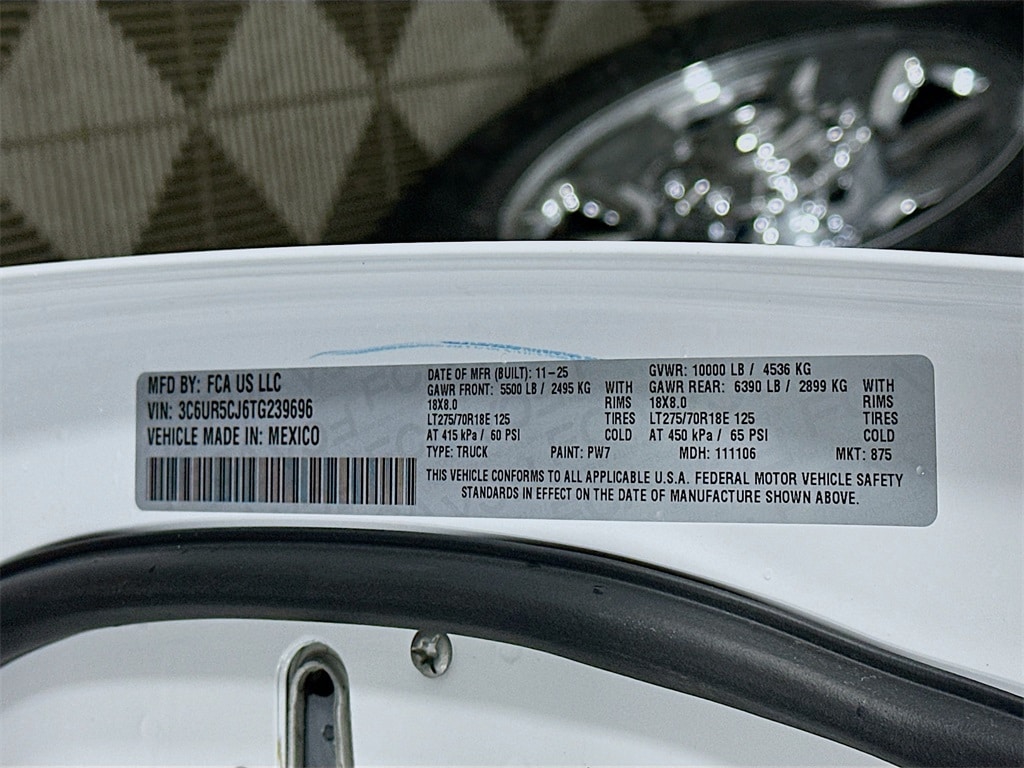 MFD BY: FCA US LLC
VIN: 3C6UR5CJ6TG239696
VEHICLE MADE IN: MEXICO
DATE OF MFR (BUILT): 11-25
GAWR FRONT: 5500 LB / 2495 KG WITH
18X8.0 RIMS
LT275/70R18E 125 TIRES
AT 415 kPa / 60 PSI COLD
GVWR: 10000 LB / 4536 KG
GAWR REAR: 6390 LB / 2899 KG WITH
18X8.0 RIMS
LT275/70R18E 125 TIRES
AT 450 kPa / 65 PSI COLD
TYPE: TRUCK PAINT: PW7 MDH: 111106 MKT: 875
THIS VEHICLE CONFORMS TO ALL APPLICABLE U.S.A. FEDERAL MOTOR VEHICLE SAFETY
STANDARDS IN EFFECT ON THE DATE OF MANUFACTURE SHOWN ABOVE.